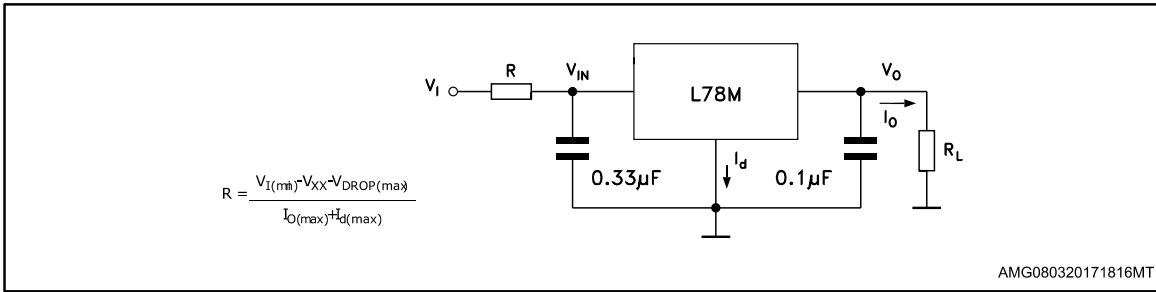 R
V_IN
V_O
V_I
L78M
I_O
R_L
I_d
0.33µF
0.1µF
R = V_I(min)-V_XX-V_DROP(max)
I_O(max)+I_d(max)
AMG080320171816MT